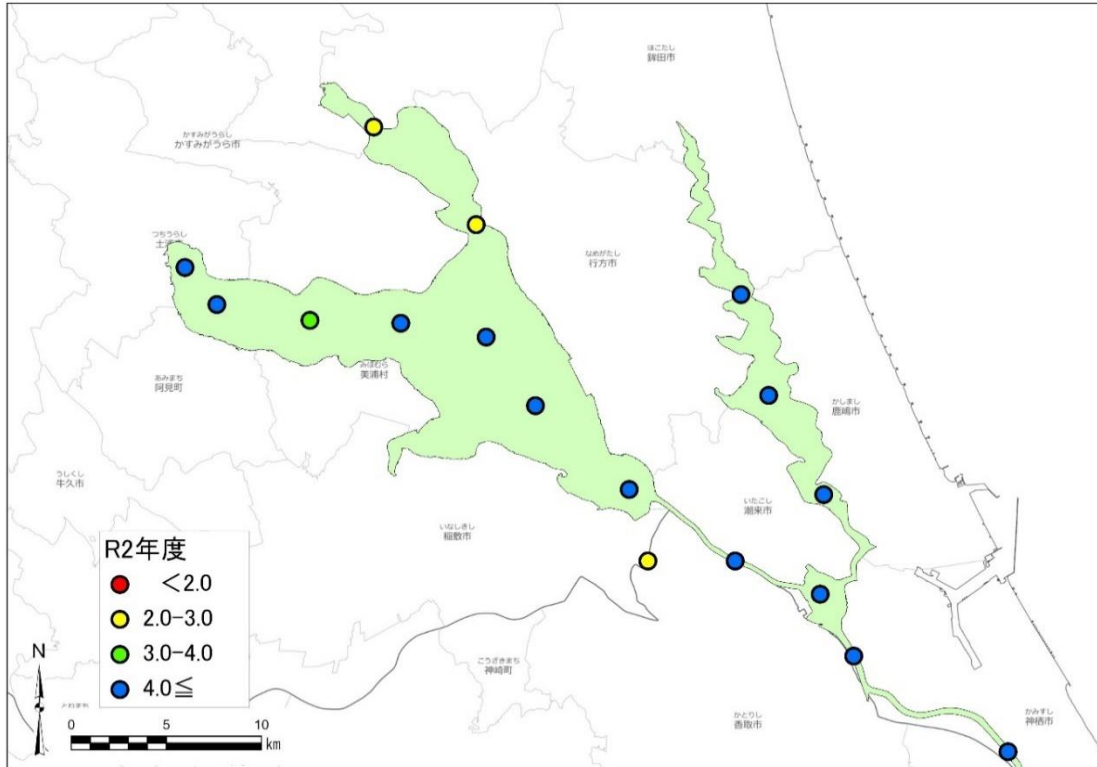 ほこたし
鉾田市
かすみがうらし
かすみがうら市
つちうらし
なめがたし
行方市
あみまち
阿見町
みほむら
美浦村
かしまし
鹿嶋市
うしくし
牛久市
いなしきし
稲敷市
いたこし
潮来市
R2年度
<2.0
2.0-3.0
3.0-4.0
4.0≦
N
こうざきまち
神崎町
かとりし
香取市
かみすし
神栖市
0 5 10
km